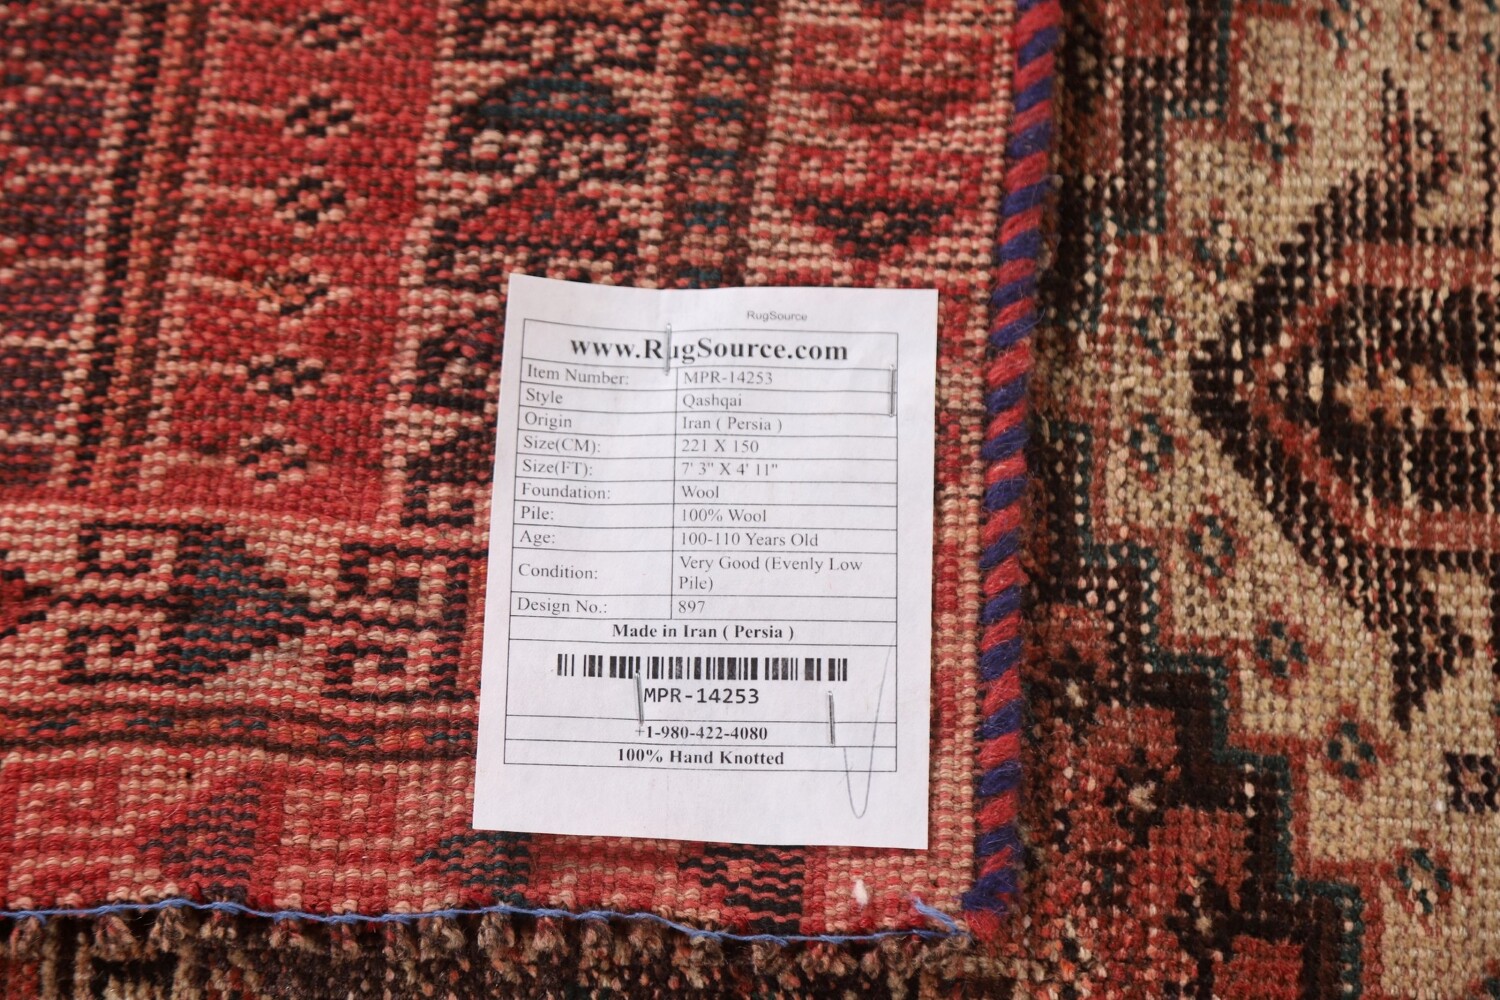 RugSource
www.RugSource.com
Item Number: MPR-14253
Style Qashqai
Origin Iran ( Persia )
Size(CM): 221 X 150
Size(FT): 7' 3" X 4' 11"
Foundation: Wool
Pile: 100% Wool
Age: 100-110 Years Old
Condition: Very Good (Evenly Low
Pile)
Design No.: 897
Made in Iran ( Persia )
MPR-14253
+1-980-422-4080
100% Hand Knotted